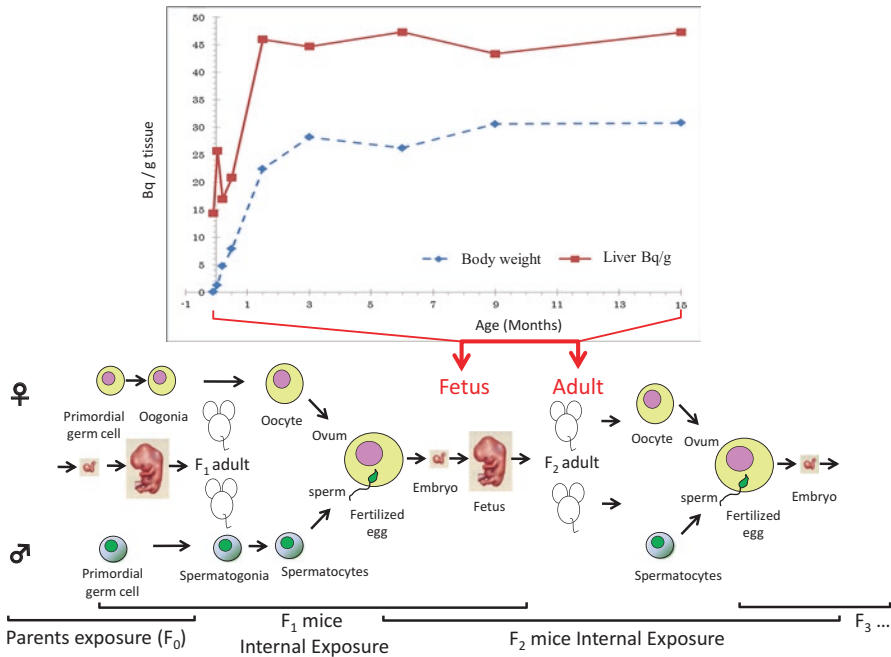 50
45
40
35
30
25
20
15
10
5
0
Bq / g tissue
Body weight
Liver Bq/g
-1
1
3
5
7
9
11
13
15
Age (Months)
Fetus
Adult
♀
Primordial
germ cell
Oogonia
Oocyte
Ovum
Oocyte
Ovum
F₁ adult
sperm
Fertilized
egg
Embryo
Fetus
F₂ adult
sperm
Fertilized
egg
Embryo
♂
Primordial
germ cell
Spermatogonia
Spermatocytes
Spermatocytes
Parents exposure (F₀)
F₁ mice
Internal Exposure
F₂ mice Internal Exposure
F₃ ...